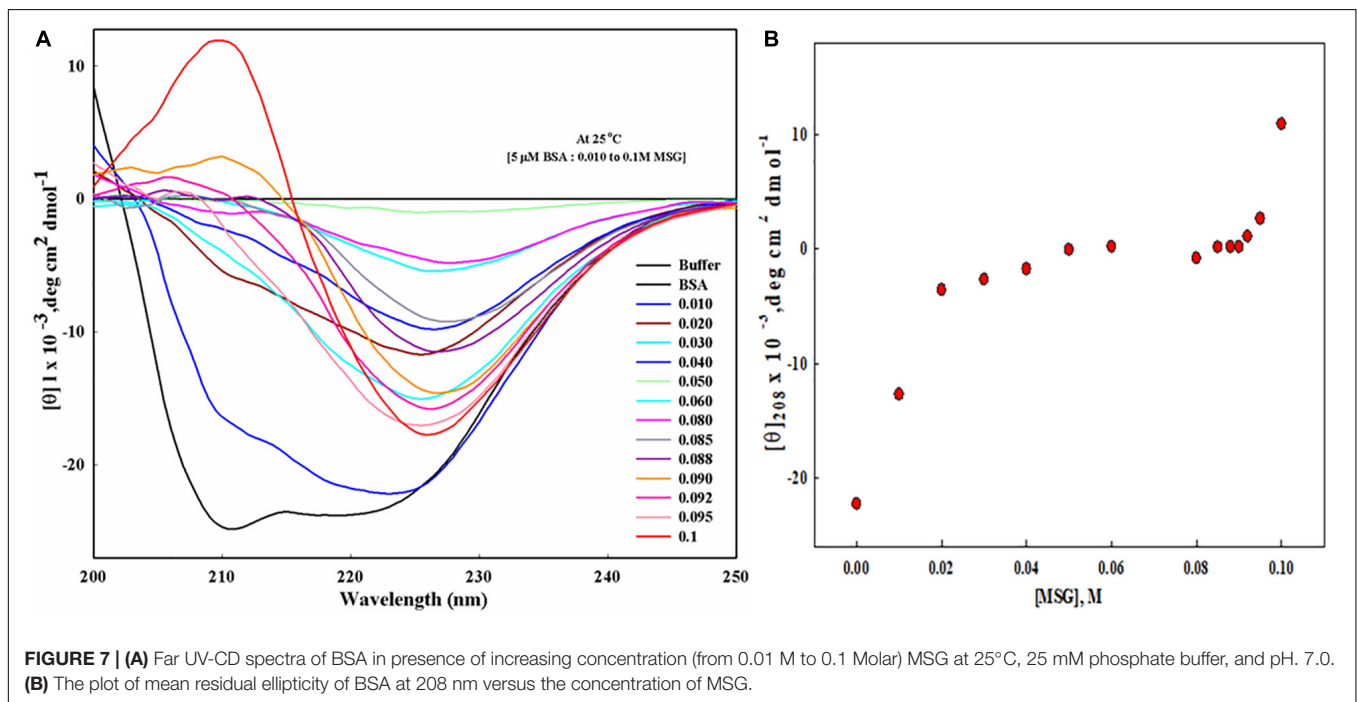 A
10
0
-10
-20
[θ] 1 x 10⁻³,deg cm2 dmol⁻¹
At 25°C
[5 µM BSA : 0.010 to 0.1M MSG]
Buffer
BSA
0.010
0.020
0.030
0.040
0.050
0.060
0.080
0.085
0.088
0.090
0.092
0.095
0.1
200
210
220
230
240
250
Wavelength (nm)
B
10
0
-10
-20
[θ]₂₀₈ x 10⁻³,deg cm² dm ol⁻¹
0.00
0.02
0.04
0.06
0.08
0.10
[MSG], M
FIGURE 7 | (A) Far UV-CD spectra of BSA in presence of increasing concentration (from 0.01 M to 0.1 Molar) MSG at 25°C, 25 mM phosphate buffer, and pH. 7.0.
(B) The plot of mean residual ellipticity of BSA at 208 nm versus the concentration of MSG.